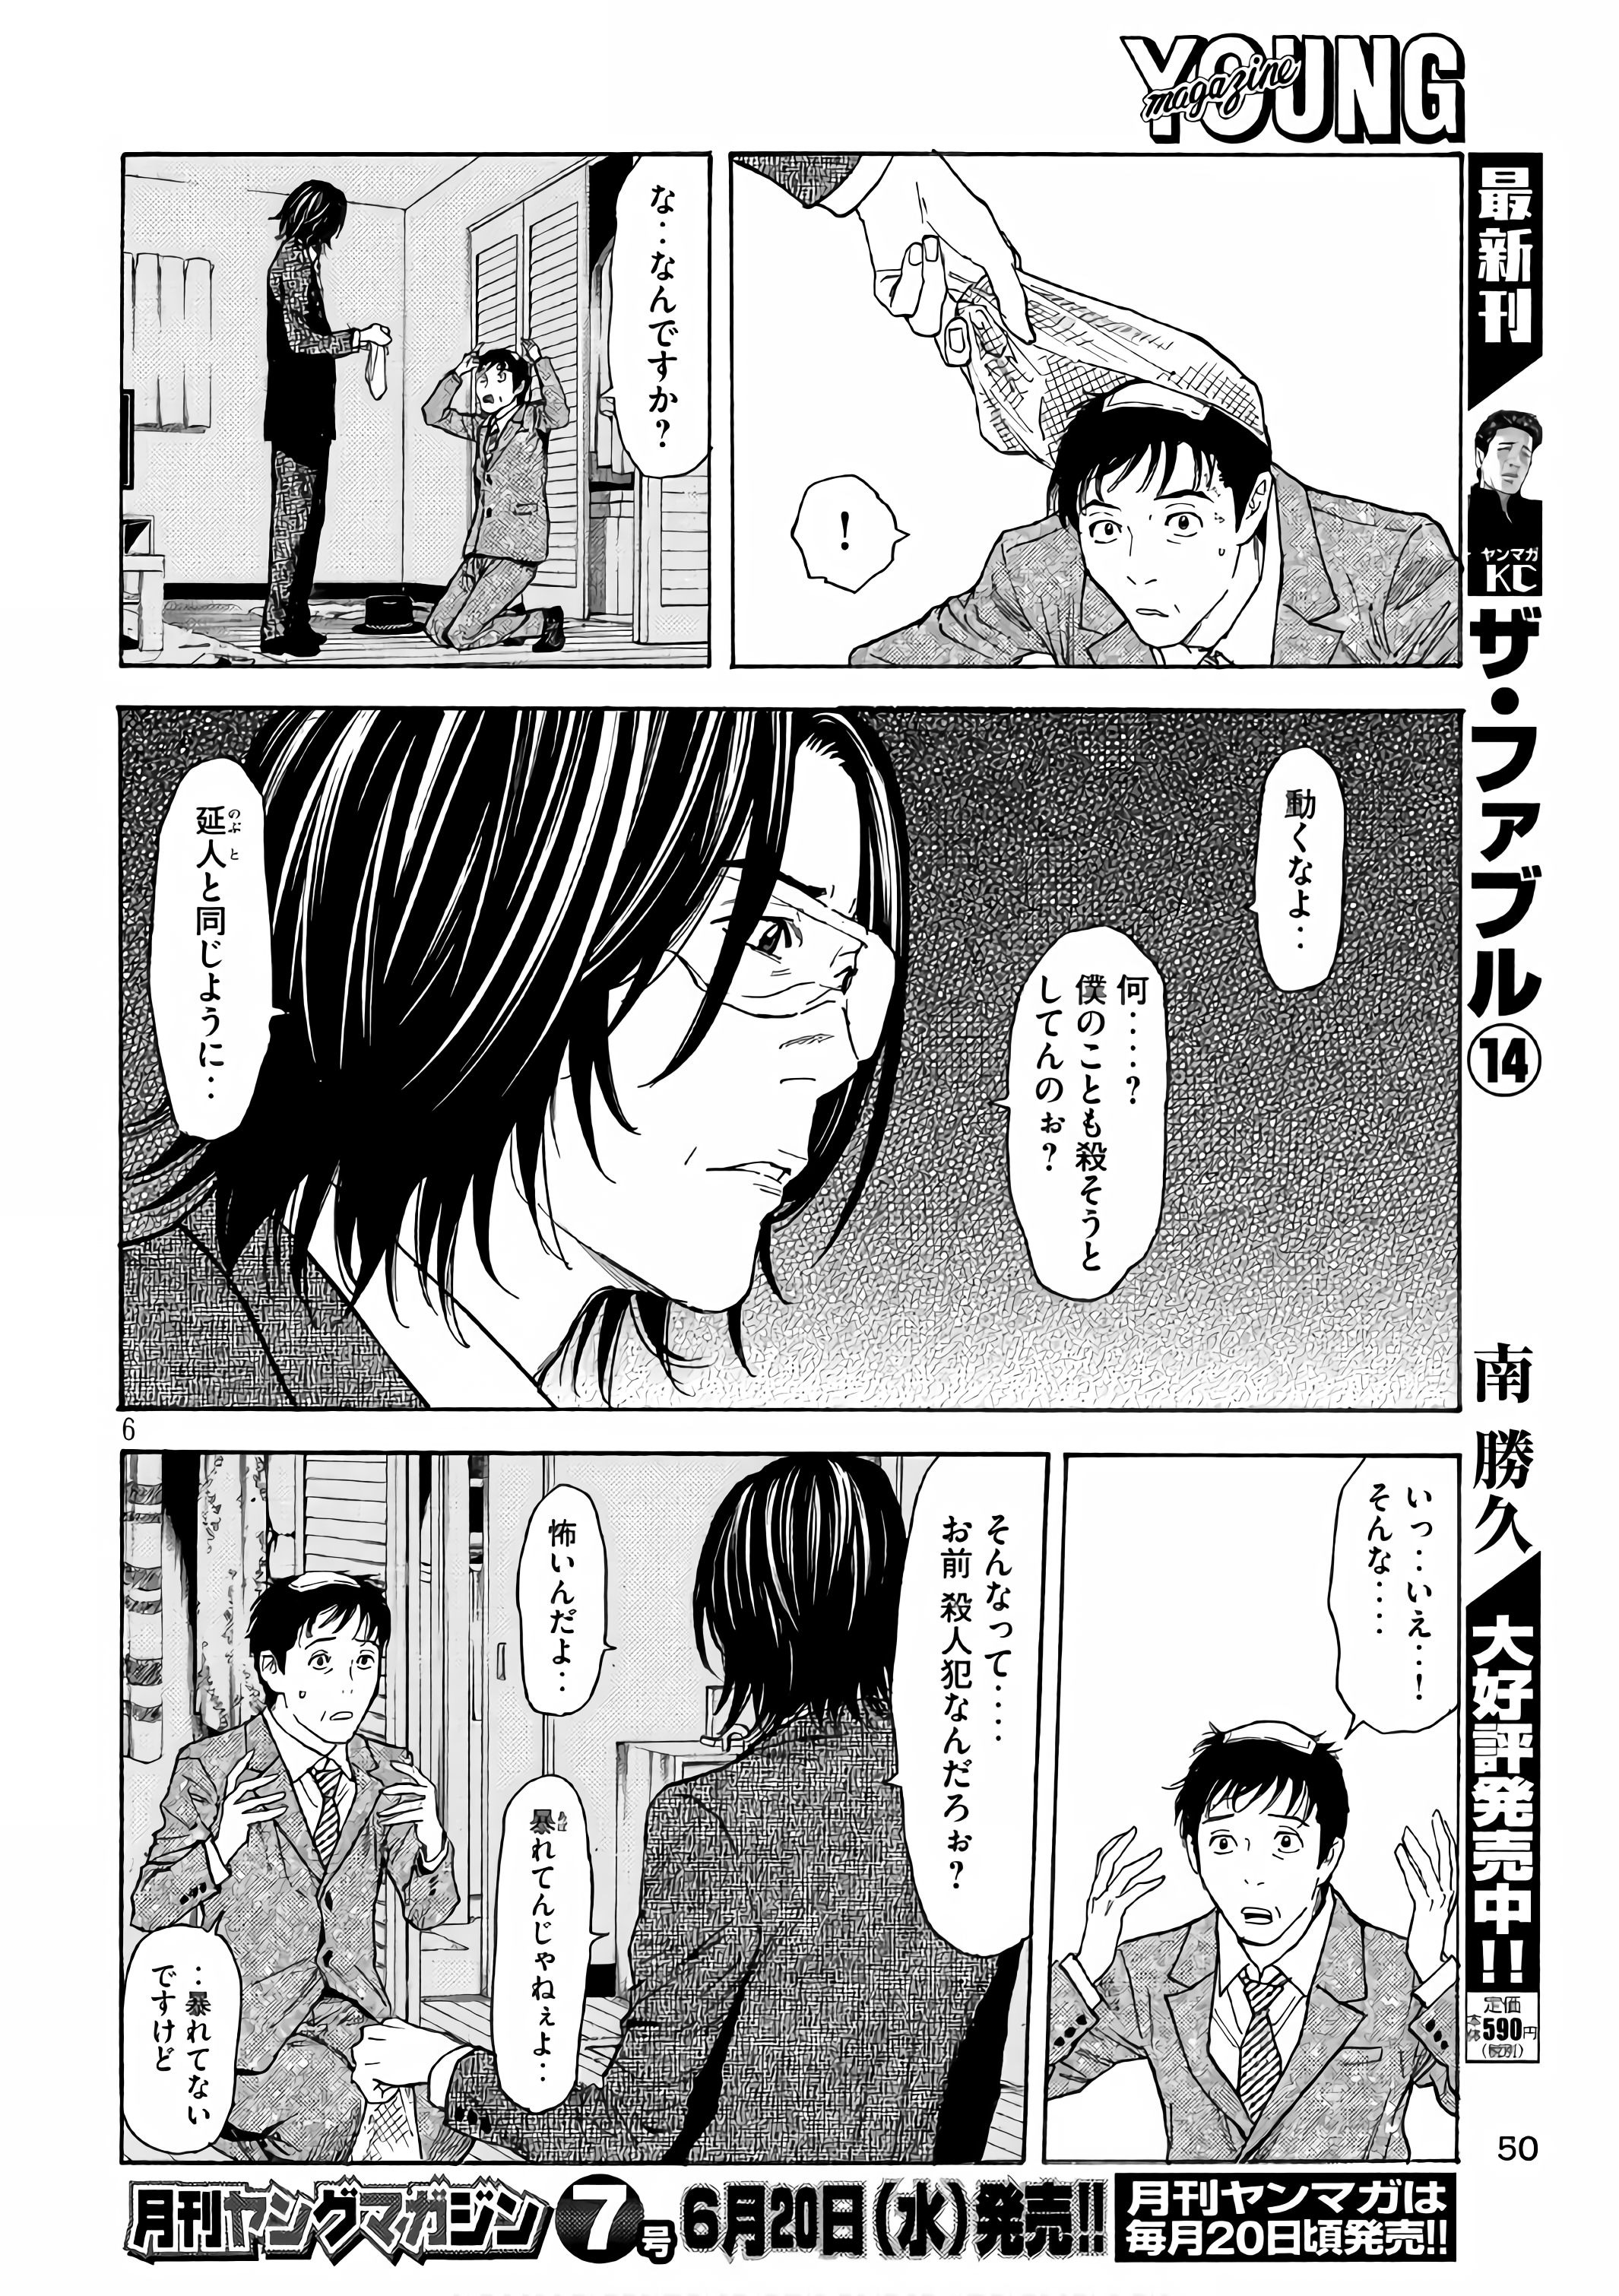 YOUNG
magazine
最新刊
ヤンマガ
KC
ザ・ファブル⑭
南 勝久
大好評発売中!!
定価
本体590円
(税別)
!
な‥なんですか?
動くなよ‥
何‥‥?
僕のことも殺そうと
してんのぉ?
延人と同じように‥
のぶと
6
いっ‥いえ‥!
そんな‥‥
そんなって‥‥
お前 殺人犯なんだろぉ?
怖いんだよ‥
暴れてんじゃねぇよ‥
あば
‥暴れてない
ですけど
50
月刊ヤングマガジン7号 6月20日(水)発売!!
月刊ヤンマガは
毎月20日頃発売!!